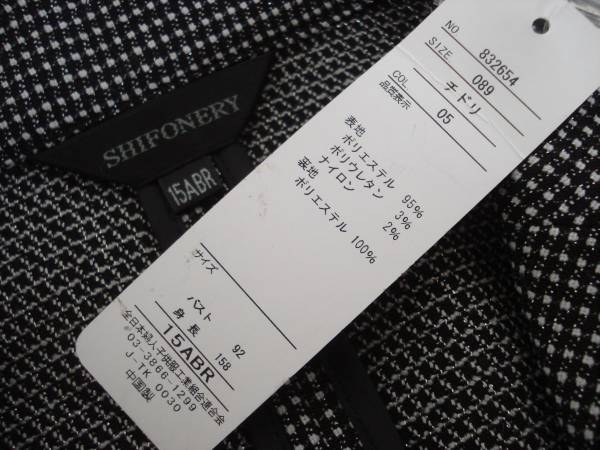 SHIFONERY
15ABR
NO 832654
SIZE 089
チドリ
COL 05
品質表示
表地
ポリエステル 95%
ポリウレタン 3%
ナイロン 2%
裏地
ポリエステル 100%
サイズ
バスト 92
身長 158
15ABR
全日本婦人子供服工業組合連合会
03-3866-1299
J-TK 0030
中国製